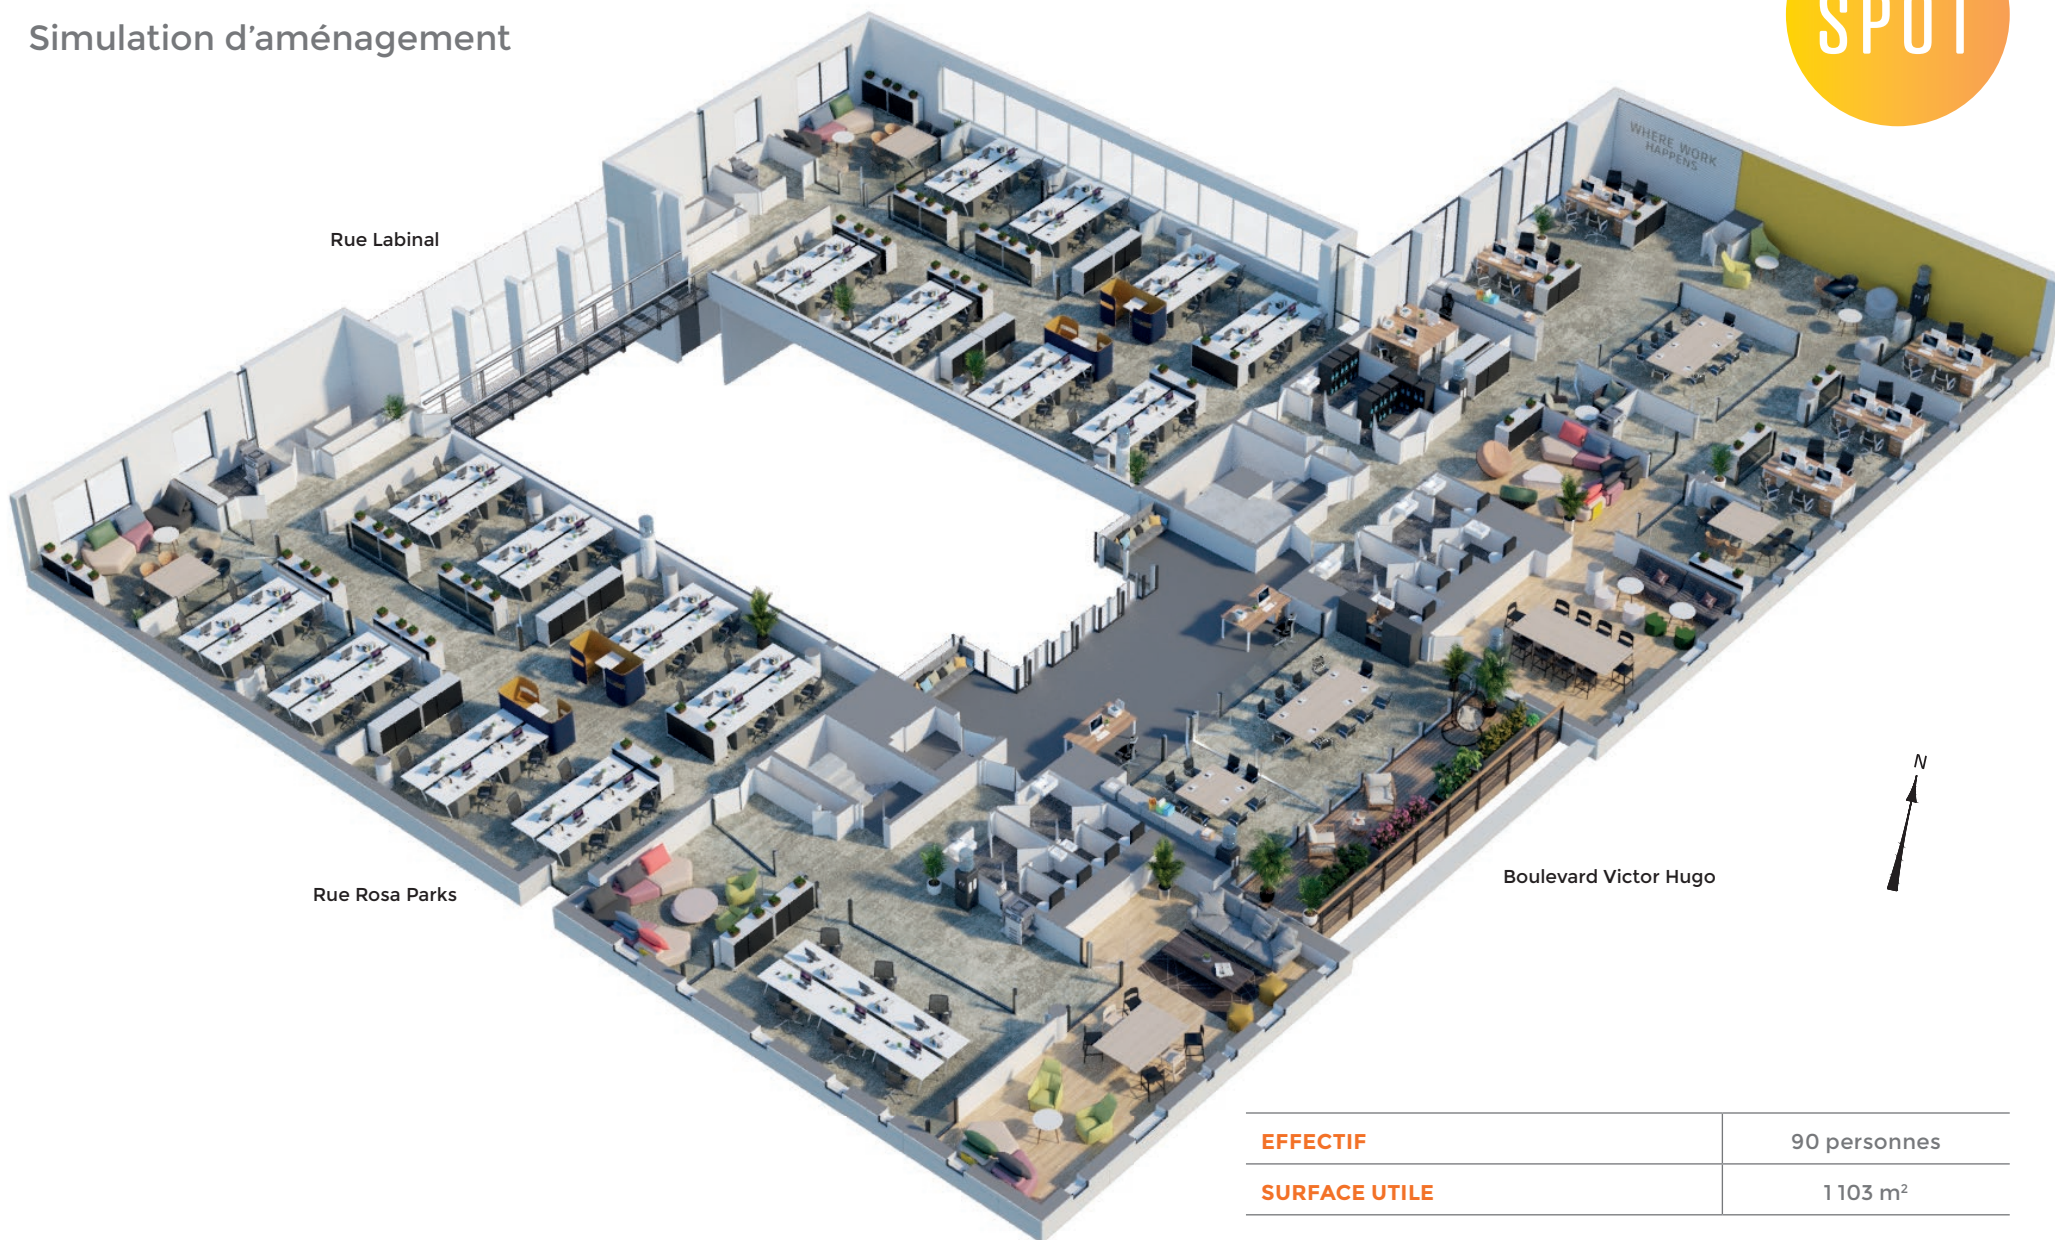 Simulation d’aménagement
SPOT
WHERE WORK
HAPPENS
Rue Labinal
N
Rue Rosa Parks
Boulevard Victor Hugo
EFFECTIF 90 personnes
SURFACE UTILE 1 103 m²